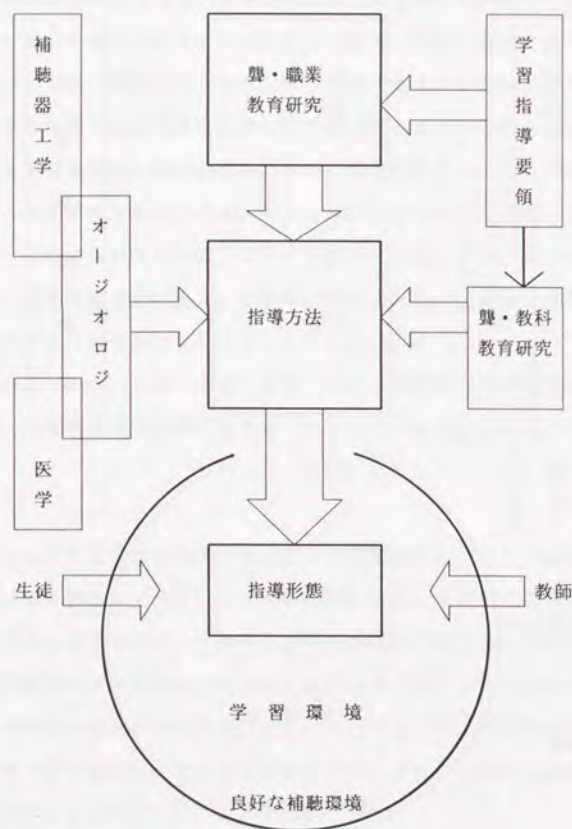 補聴器工学
聾・職業
教育研究
学習指導要領
オージオロジ
指導方法
聾・教科
教育研究
医学
生徒
指導形態
教師
学習環境
良好な補聴環境